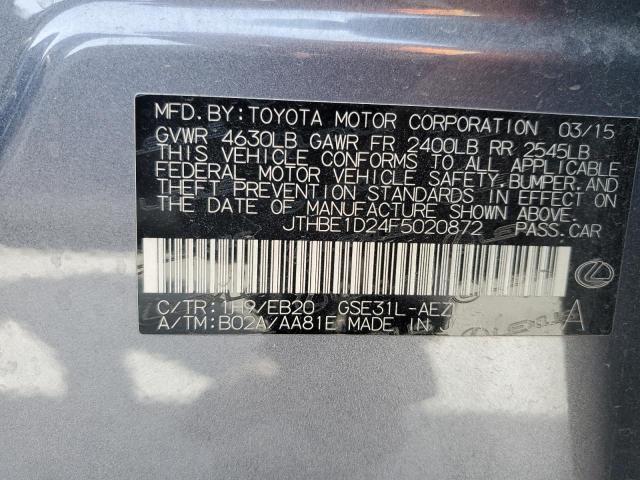 MFD.BY:TOYOTA MOTOR CORPORATION 03/15
GVWR 4630LB GAWR FR 2400LB RR 2545LB
THIS VEHICLE CONFORMS TO ALL APPLICABLE
FEDERAL MOTOR VEHICLE SAFETY,BUMPER,AND
THEFT PREVENTION STANDARDS IN EFFECT ON
THE DATE OF MANUFACTURE SHOWN ABOVE.
JTHBE1D24F5020872 PASS.CAR
C/TR:1H9/EB20 GSE31L-AEZ
A/TM:B02A/AA81E MADE IN J
LEXUS
A